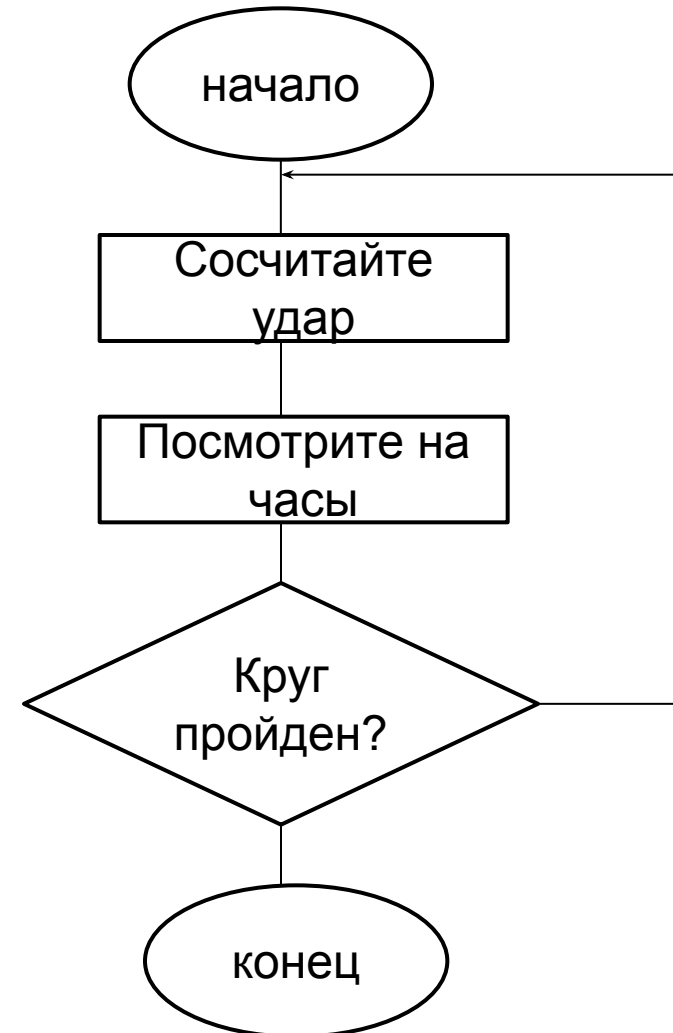 начало
Сосчитайте
удар
Посмотрите на
часы
Круг
пройден?
конец